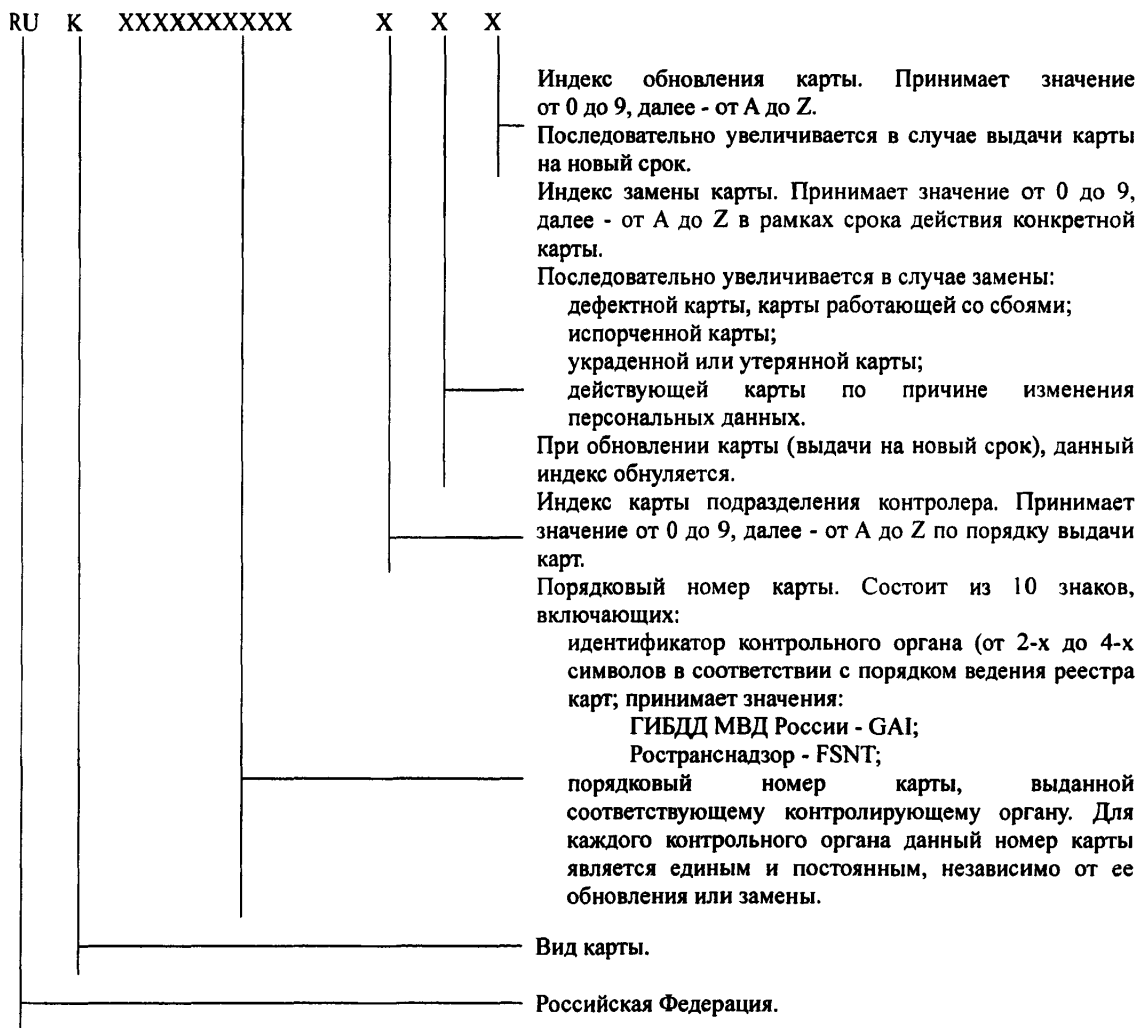 RU K XXXXXXXXXX X X X
Индекс обновления карты. Принимает значение
от 0 до 9, далее - от A до Z.
Последовательно увеличивается в случае выдачи карты
на новый срок.
Индекс замены карты. Принимает значение от 0 до 9,
далее - от A до Z в рамках срока действия конкретной
карты.
Последовательно увеличивается в случае замены:
дефектной карты, карты работающей со сбоями;
испорченной карты;
украденной или утерянной карты;
действующей карты по причине изменения
персональных данных.
При обновлении карты (выдачи на новый срок), данный
индекс обнуляется.
Индекс карты подразделения контролера. Принимает
значение от 0 до 9, далее - от A до Z по порядку выдачи
карт.
Порядковый номер карты. Состоит из 10 знаков,
включающих:
идентификатор контрольного органа (от 2-х до 4-х
символов в соответствии с порядком ведения реестра
карт; принимает значения:
ГИБДД МВД России - GAI;
Ространснадзор - FSNT;
порядковый номер карты, выданной
соответствующему контролирующему органу. Для
каждого контрольного органа данный номер карты
является единым и постоянным, независимо от ее
обновления или замены.
Вид карты.
Российская Федерация.